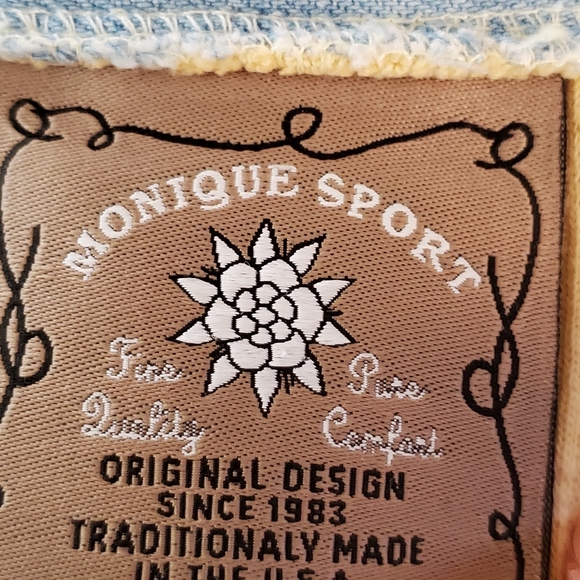 MONIQUE SPORT
Fine Pure
Quality Comfort
ORIGINAL DESIGN
SINCE 1983
TRADITIONALY MADE
IN THE U.S.A